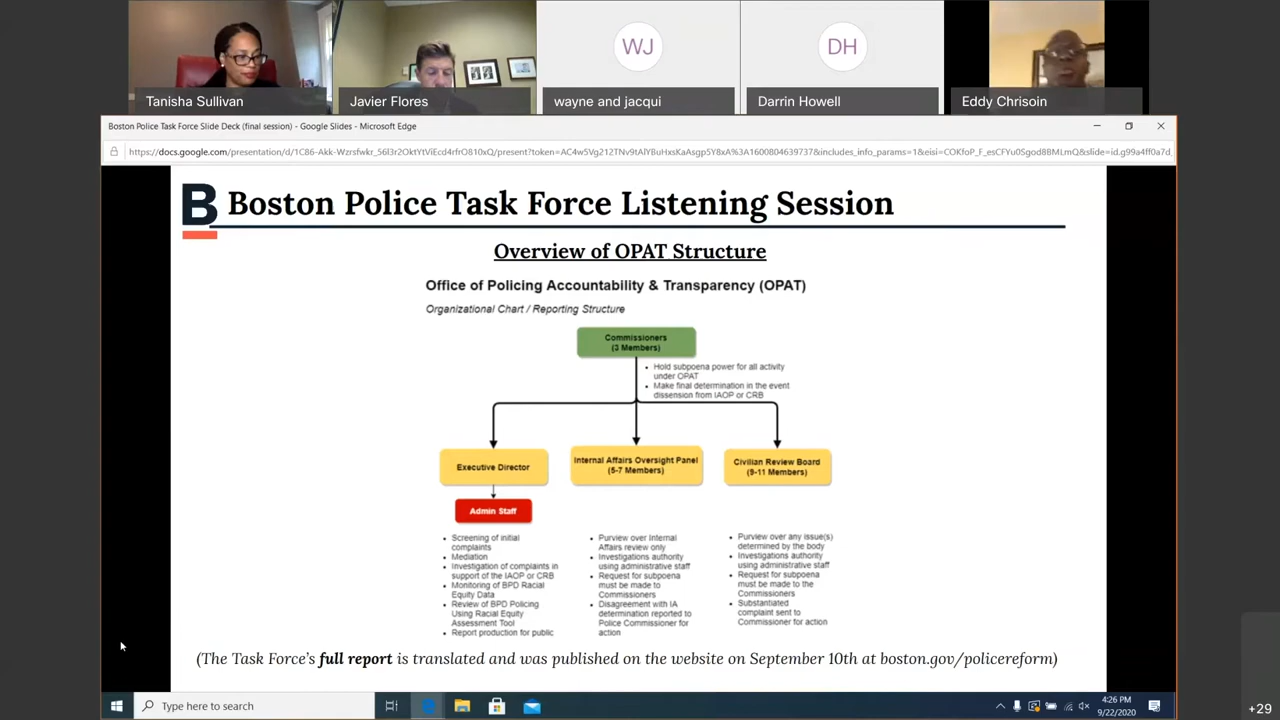 WJ
DH
Tanisha Sullivan
Javier Flores
wayne and jacqui
Darrin Howell
Eddy Chrisoin
Boston Police Task Force Slide Deck (final session) - Google Slides - Microsoft Edge
B Boston Police Task Force Listening Session
Overview of OPAT Structure
Office of Policing Accountability & Transparency (OPAT)
Organizational Chart / Reporting Structure
Commissioners
(3 Members)
• Hold subpoena power for all activity
under OPAT
• Make final determination in the event
dissension from IAOP or CRB
Executive Director
Admin Staff
• Screening of initial
complaints
• Mediation
• Investigation of complaints in
support of the IAOP or CRB
• Monitoring of BPD Racial
Equity Data
• Review of BPD Policing
Using Racial Equity
Assessment Tool
• Report production for public
Internal Affairs Oversight Panel
(5-7 Members)
• Purview over Internal
Affairs review only
• Investigations authority
using administrative staff
• Request for subpoena
must be made to
Commissioners
• Disagreement with IA
determination reported to
Police Commissioner for
action
Civilian Review Board
(9-11 Members)
• Purview over any issue(s)
determined by the body
• Investigations authority
using administrative staff
• Request for subpoena
must be made to the
Commissioners
• Substantiated
complaint sent to
Commissioner for action
(The Task Force's full report is translated and was published on the website on September 10th at boston.gov/policereform)
Type here to search
4:26 PM
9/22/2020
+29